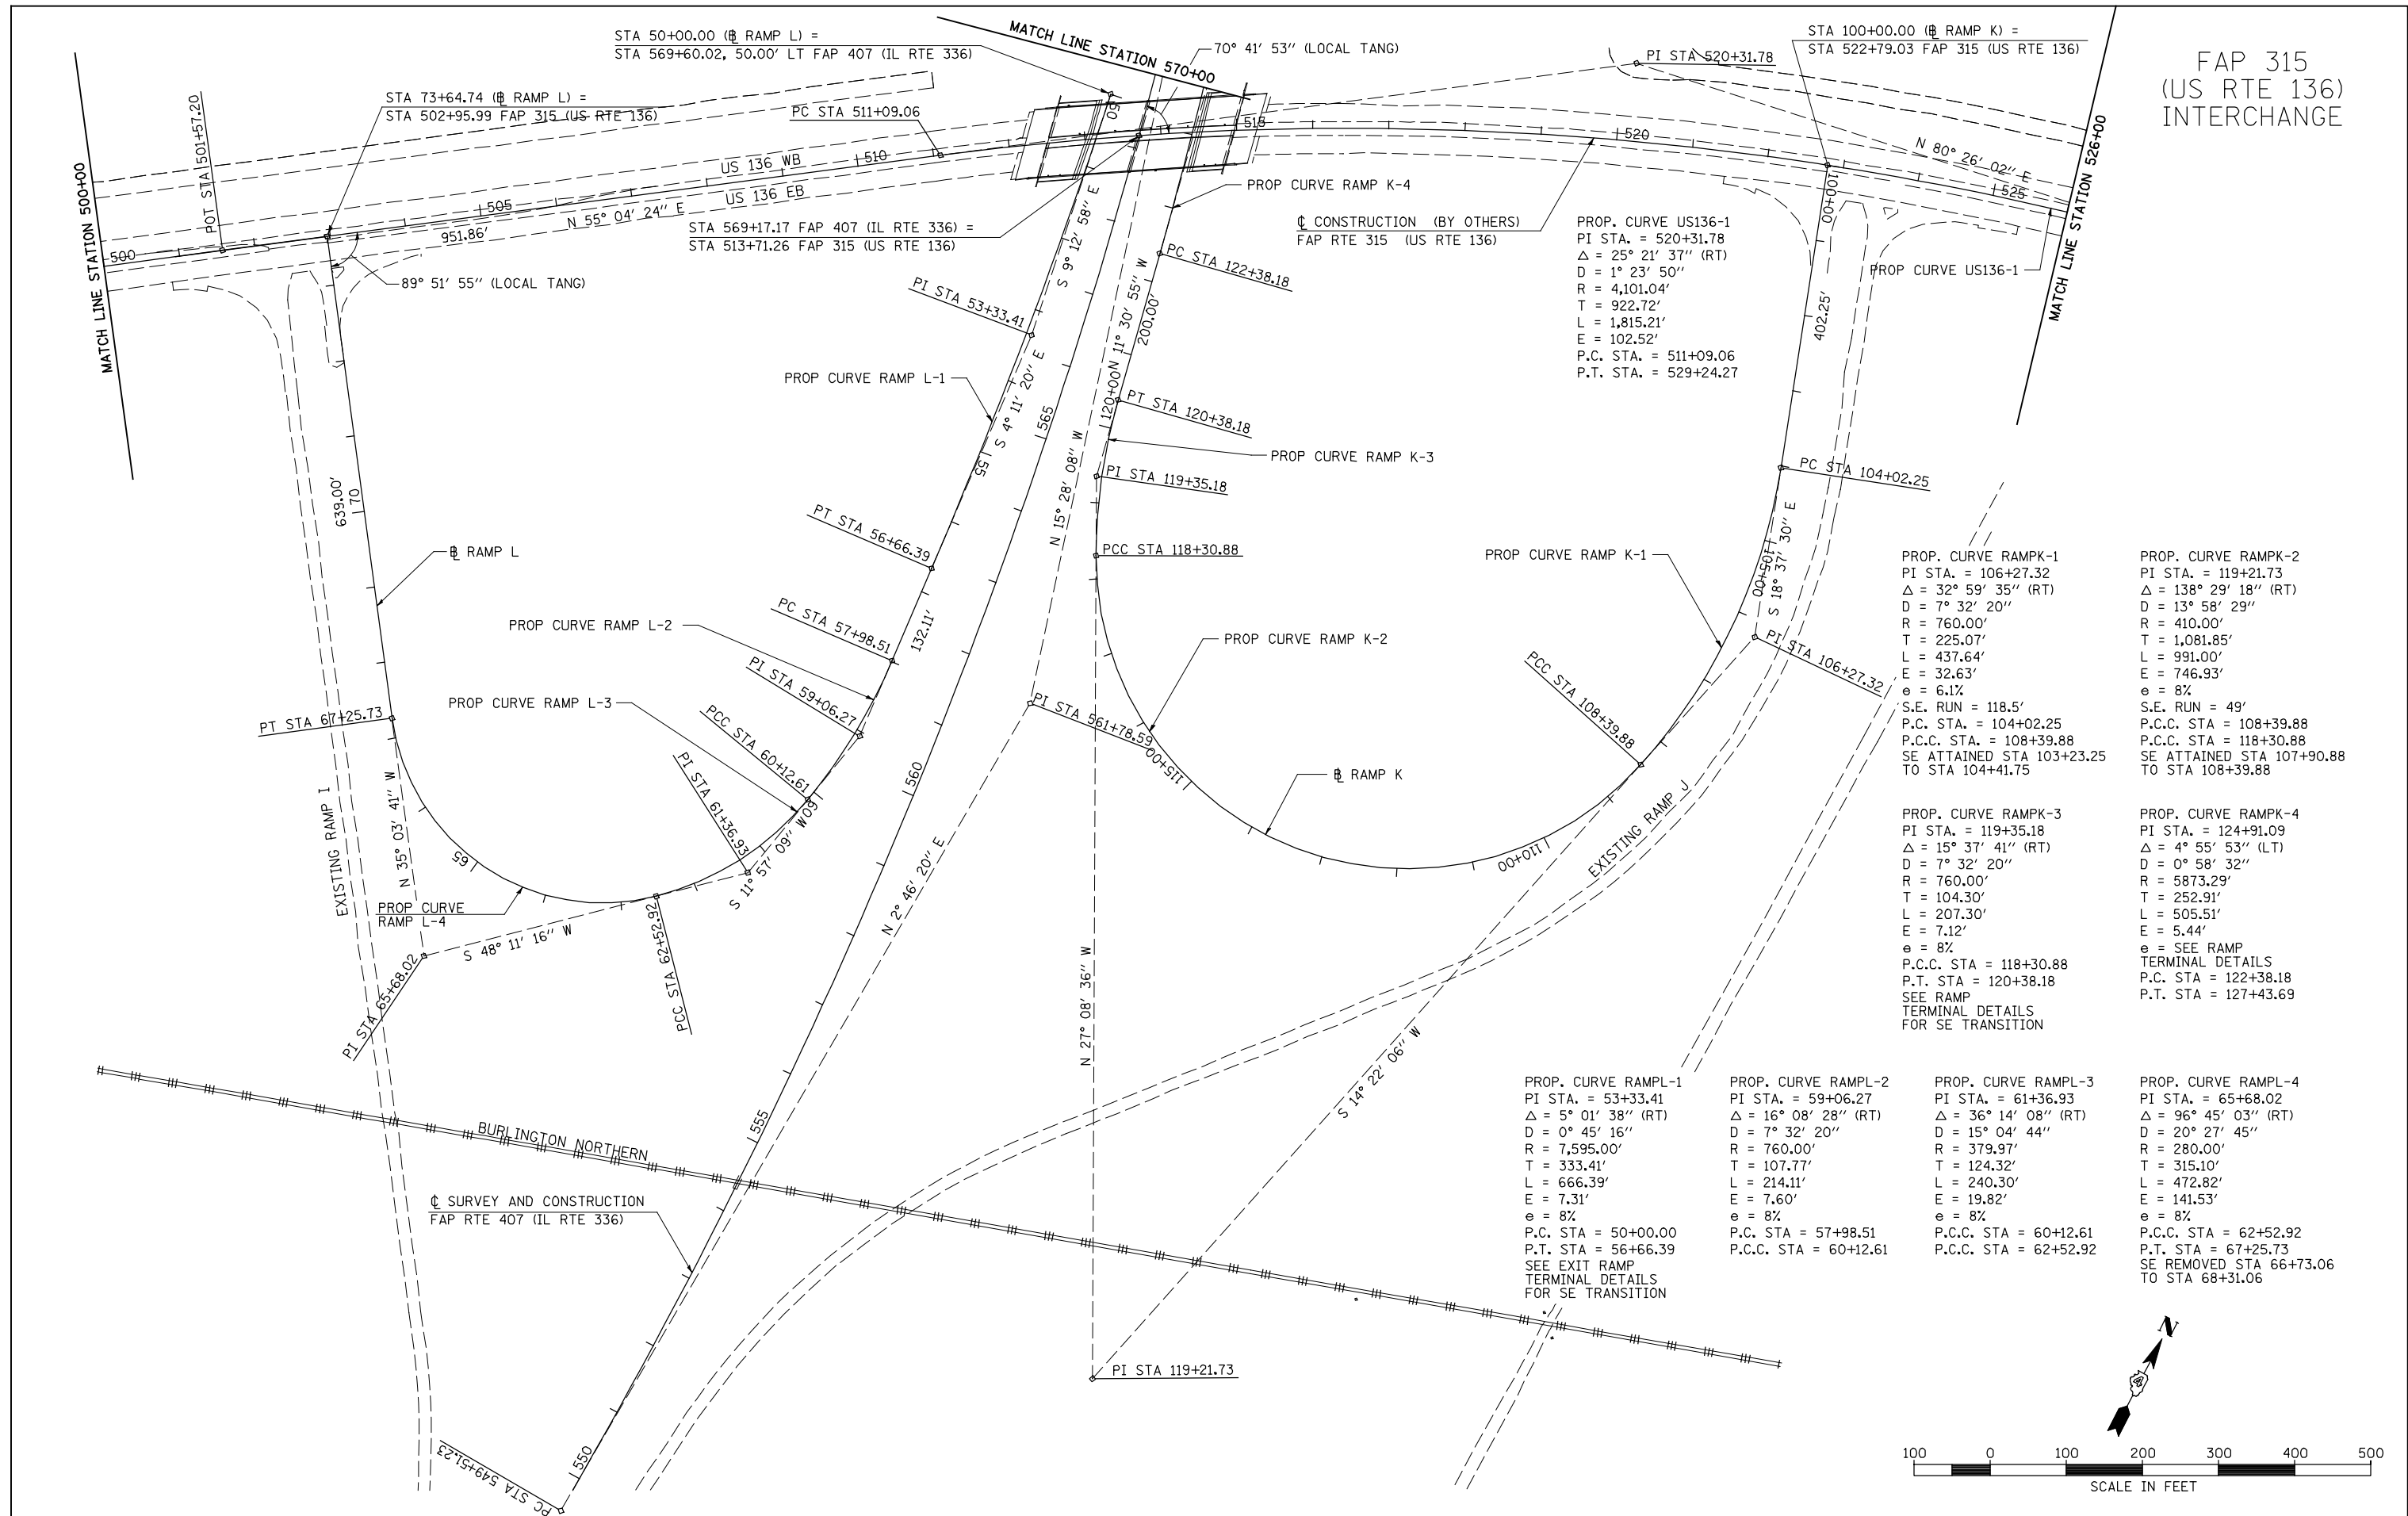 FAP 315
(US RTE 136)
INTERCHANGE
STA 50+00.00 (B RAMP L) =
STA 569+60.02, 50.00' LT FAP 407 (IL RTE 336)
MATCH LINE STATION 570+00
70° 41' 53" (LOCAL TANG)
STA 100+00.00 (B RAMP K) =
STA 522+79.03 FAP 315 (US RTE 136)
PI STA 520+31.78
STA 73+64.74 (B RAMP L) =
STA 502+95.99 FAP 315 (US RTE 136)
PC STA 511+09.06
POT STA 501+57.20
MATCH LINE STATION 500+00
MATCH LINE STATION 526+00
N 80° 26' 02" E
500
505
510
515
520
525
US 136 WB
US 136 EB
N 55° 04' 24" E
951.86'
50
100+00
89° 51' 55" (LOCAL TANG)
STA 569+17.17 FAP 407 (IL RTE 336) =
STA 513+71.26 FAP 315 (US RTE 136)
PROP CURVE RAMP K-4
℄ CONSTRUCTION (BY OTHERS)
FAP RTE 315 (US RTE 136)
PROP CURVE US136-1
PROP. CURVE US136-1
PI STA. = 520+31.78
Δ = 25° 21' 37" (RT)
D = 1° 23' 50"
R = 4,101.04'
T = 922.72'
L = 1,815.21'
E = 102.52'
P.C. STA. = 511+09.06
P.T. STA. = 529+24.27
S 9° 12' 58" E
PI STA 53+33.41
PROP CURVE RAMP L-1
S 4° 11' 20" E
55
565
N 15° 28' 08" W
N 11° 30' 55" W
200.00'
120+00
PC STA 122+38.18
PT STA 120+38.18
PROP CURVE RAMP K-3
PI STA 119+35.18
PCC STA 118+30.88
402.25'
PC STA 104+02.25
S 18° 37' 30" E
105+00
PROP CURVE RAMP K-1
PI STA 106+27.32
639.00'
70
B RAMP L
PT STA 56+66.39
PC STA 57+98.51
132.11'
PROP CURVE RAMP L-2
PI STA 59+06.27
PROP CURVE RAMP L-3
PCC STA 60+12.61
PI STA 61+36.93
60
S 11° 57' 09" W
PT STA 67+25.73
N 35° 03' 41" W
65
EXISTING RAMP I
PROP CURVE
RAMP L-4
S 48° 11' 16" W
PCC STA 62+52.92
PI STA 65+68.02
560
PI STA 561+78.59
N 2° 46' 20" E
PROP CURVE RAMP K-2
115+00
B RAMP K
PCC STA 108+39.88
110+00
EXISTING RAMP J
N 27° 08' 36" W
S 14° 22' 06" W
PI STA 119+21.73
BURLINGTON NORTHERN
555
℄ SURVEY AND CONSTRUCTION
FAP RTE 407 (IL RTE 336)
550
PC STA 549+51.23
PROP. CURVE RAMPK-1
PI STA. = 106+27.32
Δ = 32° 59' 35" (RT)
D = 7° 32' 20"
R = 760.00'
T = 225.07'
L = 437.64'
E = 32.63'
e = 6.1%
S.E. RUN = 118.5'
P.C. STA. = 104+02.25
P.C.C. STA. = 108+39.88
SE ATTAINED STA 103+23.25
TO STA 104+41.75
PROP. CURVE RAMPK-2
PI STA. = 119+21.73
Δ = 138° 29' 18" (RT)
D = 13° 58' 29"
R = 410.00'
T = 1,081.85'
L = 991.00'
E = 746.93'
e = 8%
S.E. RUN = 49'
P.C.C. STA = 108+39.88
P.C.C. STA = 118+30.88
SE ATTAINED STA 107+90.88
TO STA 108+39.88
PROP. CURVE RAMPK-3
PI STA. = 119+35.18
Δ = 15° 37' 41" (RT)
D = 7° 32' 20"
R = 760.00'
T = 104.30'
L = 207.30'
E = 7.12'
e = 8%
P.C.C. STA = 118+30.88
P.T. STA = 120+38.18
SEE RAMP
TERMINAL DETAILS
FOR SE TRANSITION
PROP. CURVE RAMPK-4
PI STA. = 124+91.09
Δ = 4° 55' 53" (LT)
D = 0° 58' 32"
R = 5873.29'
T = 252.91'
L = 505.51'
E = 5.44'
e = SEE RAMP
TERMINAL DETAILS
P.C. STA = 122+38.18
P.T. STA = 127+43.69
PROP. CURVE RAMPL-1
PI STA. = 53+33.41
Δ = 5° 01' 38" (RT)
D = 0° 45' 16"
R = 7,595.00'
T = 333.41'
L = 666.39'
E = 7.31'
e = 8%
P.C. STA = 50+00.00
P.T. STA = 56+66.39
SEE EXIT RAMP
TERMINAL DETAILS
FOR SE TRANSITION
PROP. CURVE RAMPL-2
PI STA. = 59+06.27
Δ = 16° 08' 28" (RT)
D = 7° 32' 20"
R = 760.00'
T = 107.77'
L = 214.11'
E = 7.60'
e = 8%
P.C. STA = 57+98.51
P.C.C. STA = 60+12.61
PROP. CURVE RAMPL-3
PI STA. = 61+36.93
Δ = 36° 14' 08" (RT)
D = 15° 04' 44"
R = 379.97'
T = 124.32'
L = 240.30'
E = 19.82'
e = 8%
P.C.C. STA = 60+12.61
P.C.C. STA = 62+52.92
PROP. CURVE RAMPL-4
PI STA. = 65+68.02
Δ = 96° 45' 03" (RT)
D = 20° 27' 45"
R = 280.00'
T = 315.10'
L = 472.82'
E = 141.53'
e = 8%
P.C.C. STA = 62+52.92
P.T. STA = 67+25.73
SE REMOVED STA 66+73.06
TO STA 68+31.06
N
100 0 100 200 300 400 500
SCALE IN FEET